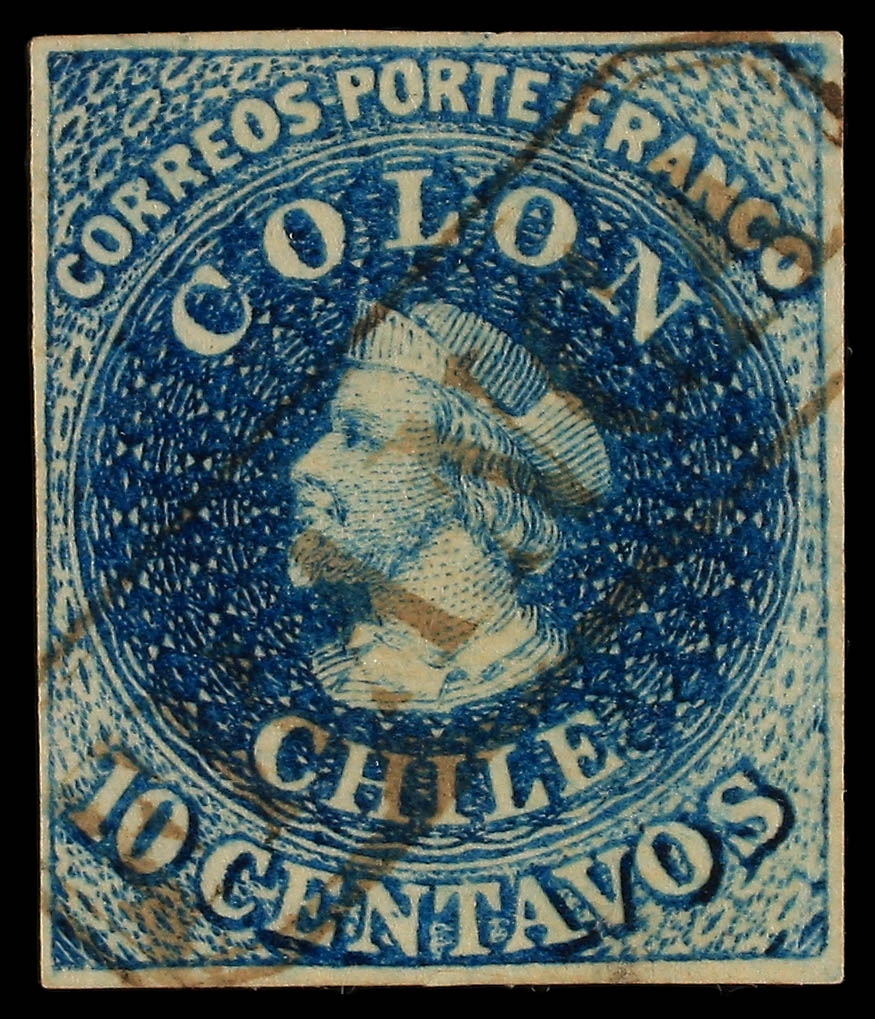 CORREOS PORTE FRANCO
COLON
CHILE
10 CENTAVOS